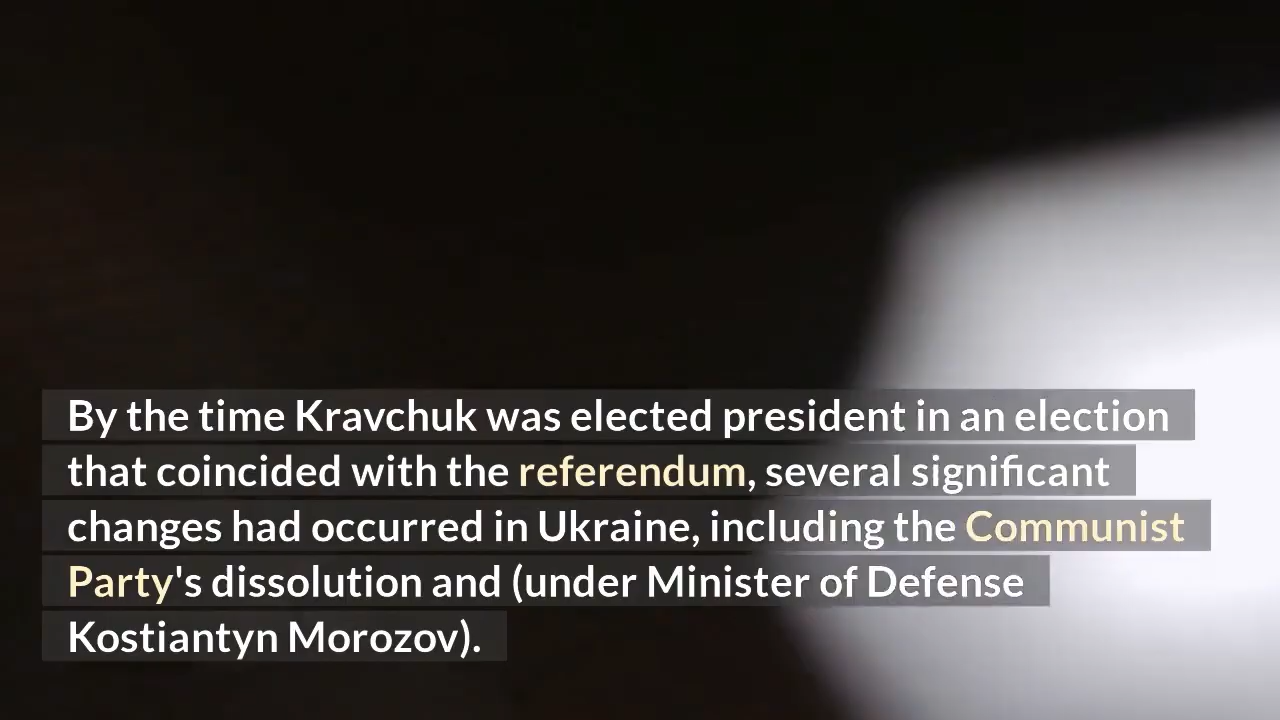 By the time Kravchuk was elected president in an election
that coincided with the referendum, several significant
changes had occurred in Ukraine, including the Communist
Party's dissolution and (under Minister of Defense
Kostiantyn Morozov).